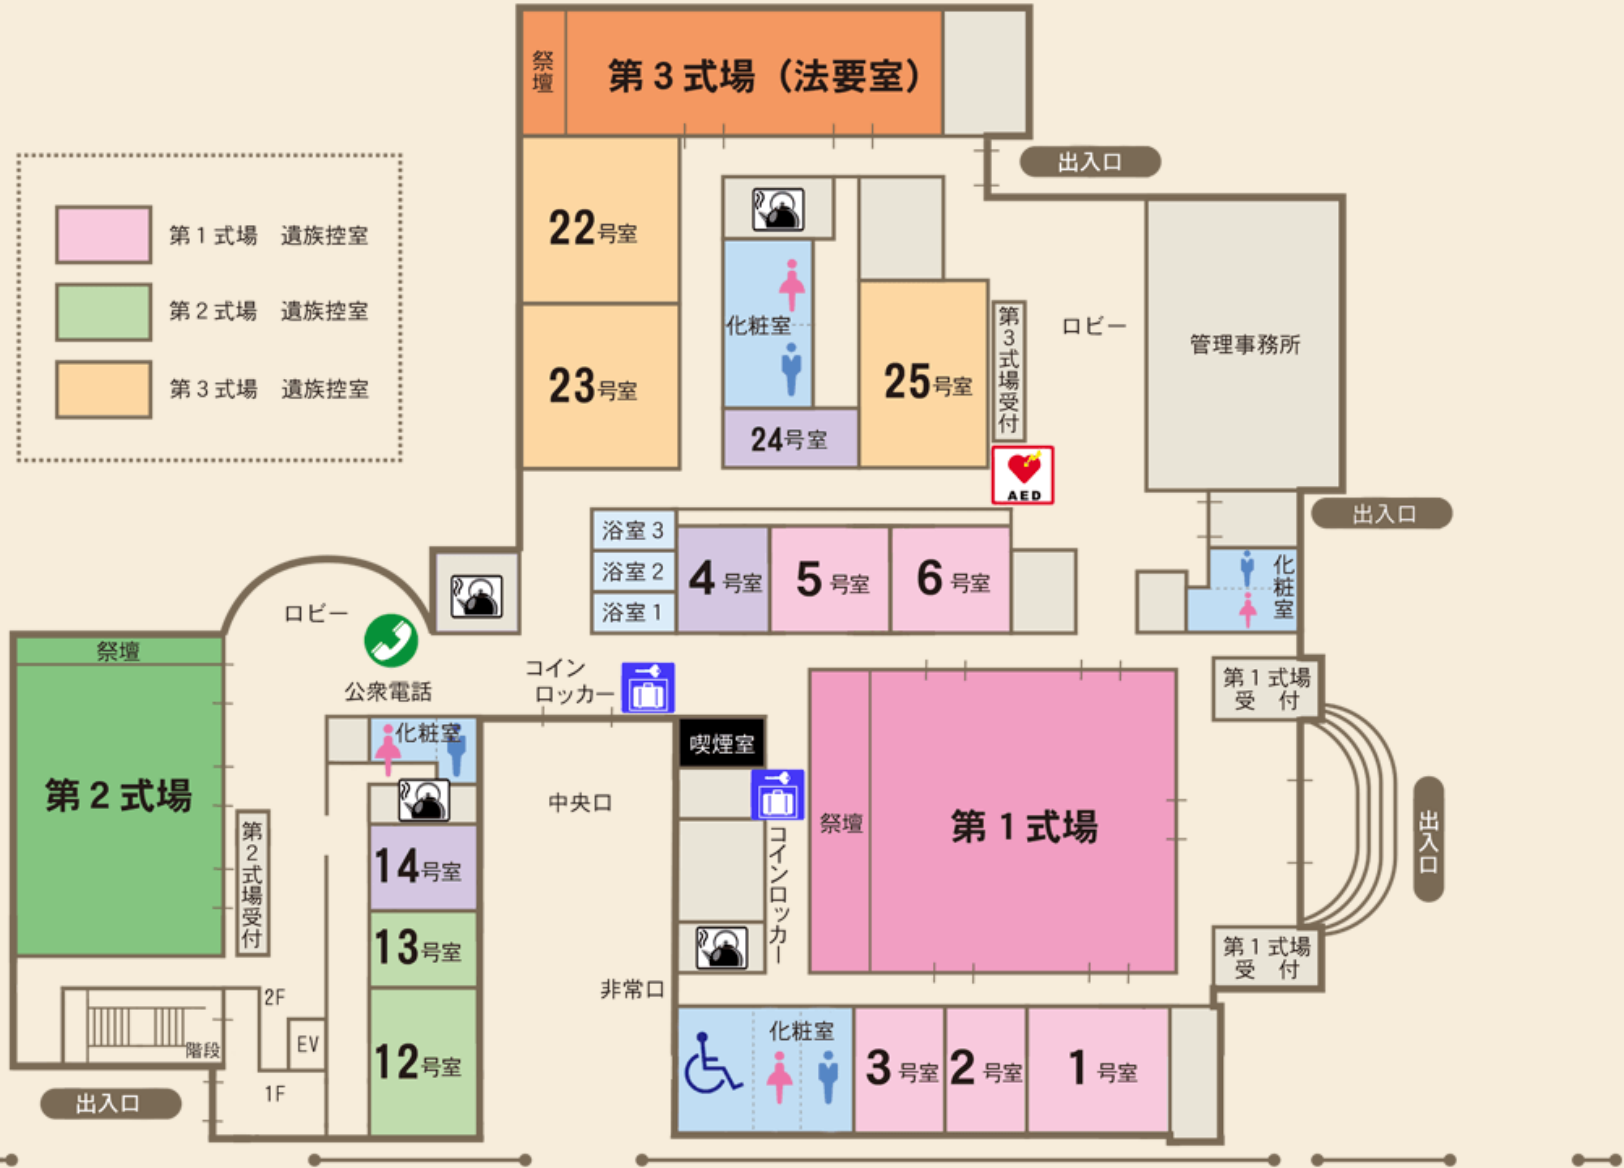 祭壇
第3式場（法要室）
出入口
第1式場 遺族控室
第2式場 遺族控室
第3式場 遺族控室
22号室
23号室
化粧室
24号室
25号室
第3式場受付
AED
ロビー
管理事務所
出入口
浴室3
浴室2
浴室1
4号室
5号室
6号室
化粧室
ロビー
公衆電話
コイン
ロッカー
祭壇
第2式場
第2式場受付
化粧室
14号室
13号室
12号室
2F
EV
階段
1F
出入口
中央口
非常口
喫煙室
コインロッカー
祭壇
第1式場
第1式場
受 付
出入口
第1式場
受 付
化粧室
3号室
2号室
1号室